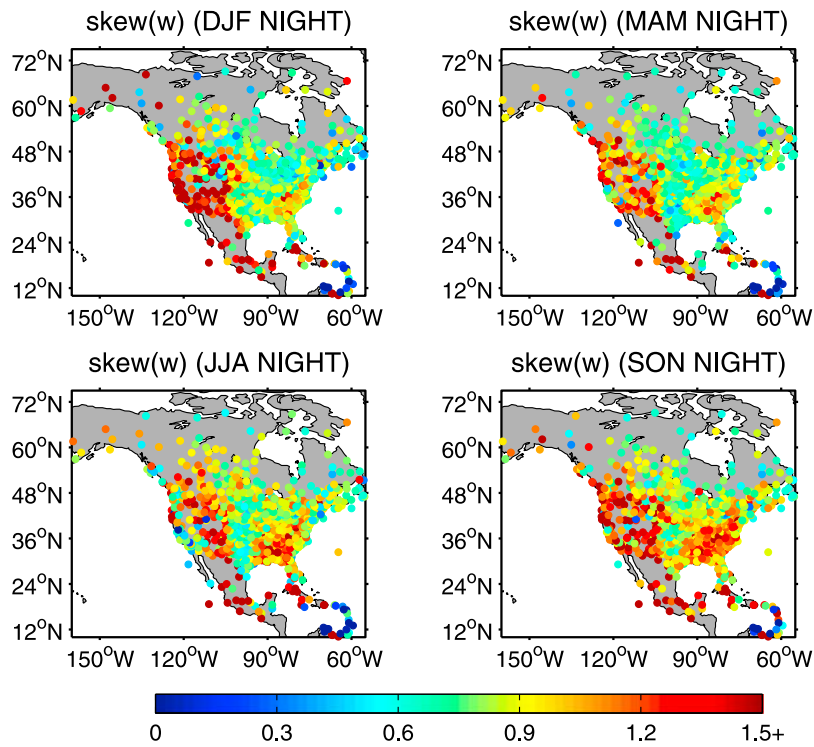 skew(w) (DJF NIGHT)
skew(w) (MAM NIGHT)
72°N
60°N
48°N
36°N
24°N
12°N
150°W
120°W
90°W
60°W
72°N
60°N
48°N
36°N
24°N
12°N
150°W
120°W
90°W
60°W
skew(w) (JJA NIGHT)
skew(w) (SON NIGHT)
72°N
60°N
48°N
36°N
24°N
12°N
150°W
120°W
90°W
60°W
72°N
60°N
48°N
36°N
24°N
12°N
150°W
120°W
90°W
60°W
0
0.3
0.6
0.9
1.2
1.5+